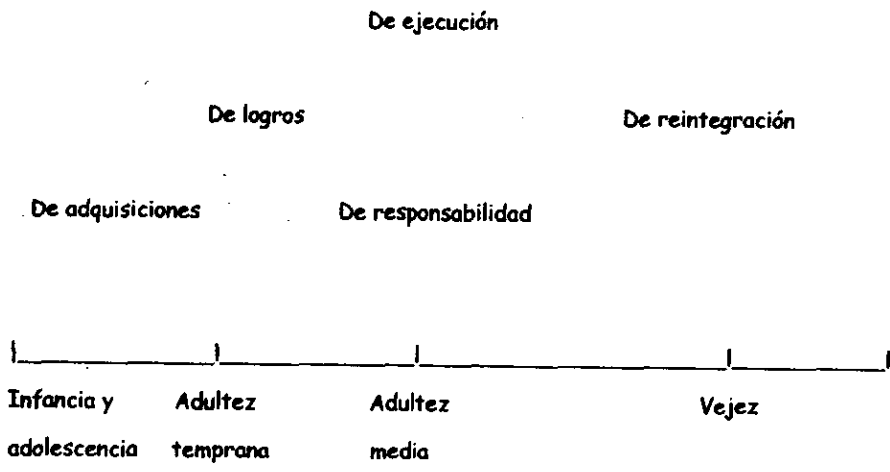 De ejecución
De logros
De reintegración
De adquisiciones
De responsabilidad
Infancia y
adolescencia
Adultez
temprana
Adultez
media
Vejez